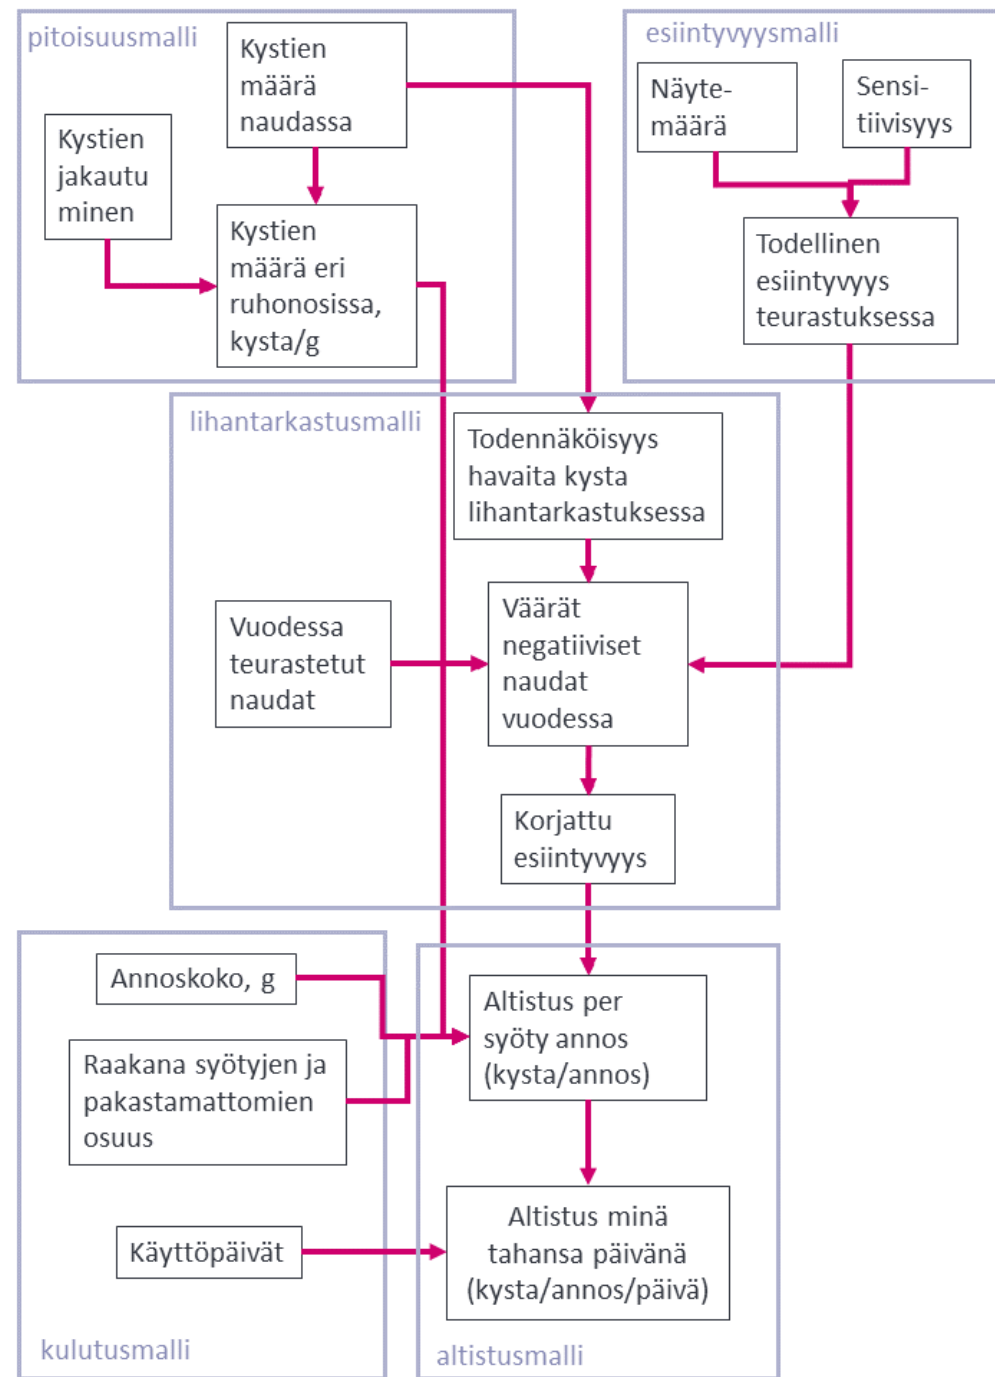 pitoisuusmalli
Kystien
määrä
naudassa
Kystien
jakautu
minen
Kystien
määrä eri
ruhonosissa,
kysta/g
esiintyvyysmalli
Näyte-
määrä
Sensi-
tiivisyys
Todellinen
esiintyvyys
teurastuksessa
lihantarkastusmalli
Todennäköisyys
havaita kysta
lihantarkastuksessa
Vuodessa
teurastetut
naudat
Väärät
negatiiviset
naudat
vuodessa
Korjattu
esiintyvyys
Annoskoko, g
Raakana syötyjen ja
pakastamattomien
osuus
Käyttöpäivät
kulutusmalli
Altistus per
syöty annos
(kysta/annos)
Altistus minä
tahansa päivänä
(kysta/annos/päivä)
altistusmalli